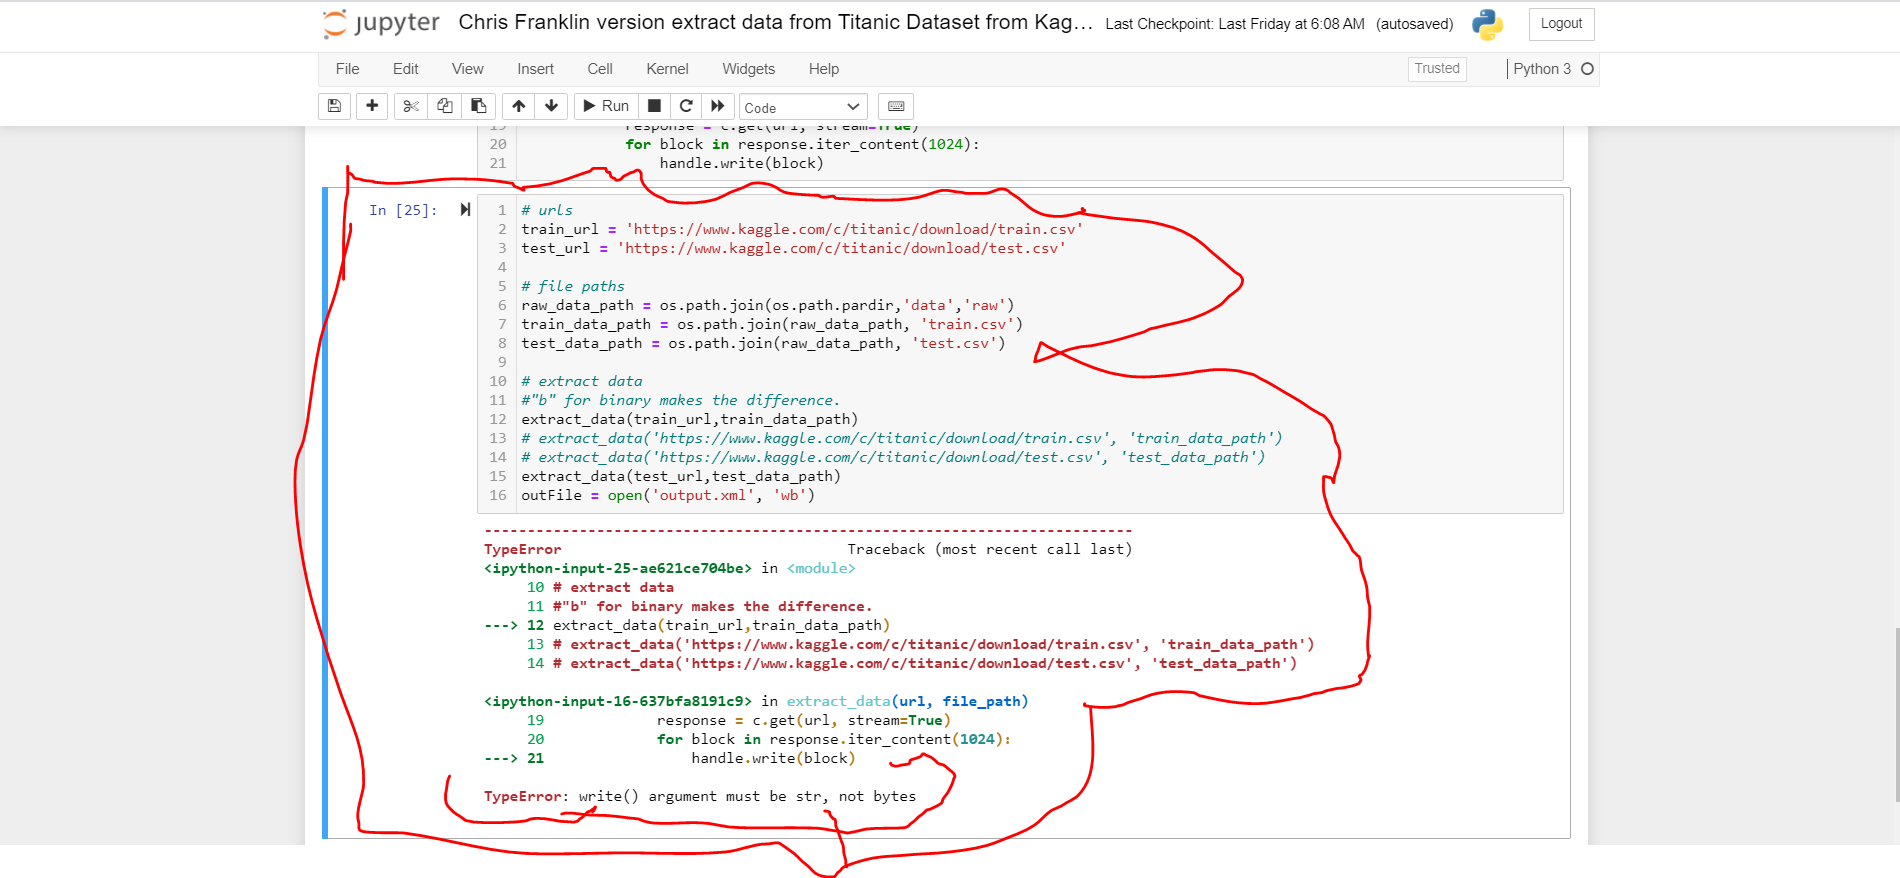 jupyter Chris Franklin version extract data from Titanic Dataset from Kag... Last Checkpoint: Last Friday at 6:08 AM (autosaved) Logout
File Edit View Insert Cell Kernel Widgets Help Trusted Python 3
Run Code
19 response = c.get(url, stream=True)
20 for block in response.iter_content(1024):
21 handle.write(block)
In [25]:
1 # urls
2 train_url = 'https://www.kaggle.com/c/titanic/download/train.csv'
3 test_url = 'https://www.kaggle.com/c/titanic/download/test.csv'
4
5 # file paths
6 raw_data_path = os.path.join(os.path.pardir,'data','raw')
7 train_data_path = os.path.join(raw_data_path, 'train.csv')
8 test_data_path = os.path.join(raw_data_path, 'test.csv')
9
10 # extract data
11 #"b" for binary makes the difference.
12 extract_data(train_url,train_data_path)
13 # extract_data('https://www.kaggle.com/c/titanic/download/train.csv', 'train_data_path')
14 # extract_data('https://www.kaggle.com/c/titanic/download/test.csv', 'test_data_path')
15 extract_data(test_url,test_data_path)
16 outFile = open('output.xml', 'wb')
---------------------------------------------------------------------------
TypeError Traceback (most recent call last)
<ipython-input-25-ae621ce704be> in <module>
10 # extract data
11 #"b" for binary makes the difference.
---> 12 extract_data(train_url,train_data_path)
13 # extract_data('https://www.kaggle.com/c/titanic/download/train.csv', 'train_data_path')
14 # extract_data('https://www.kaggle.com/c/titanic/download/test.csv', 'test_data_path')
<ipython-input-16-637bfa8191c9> in extract_data(url, file_path)
19 response = c.get(url, stream=True)
20 for block in response.iter_content(1024):
---> 21 handle.write(block)
TypeError: write() argument must be str, not bytes